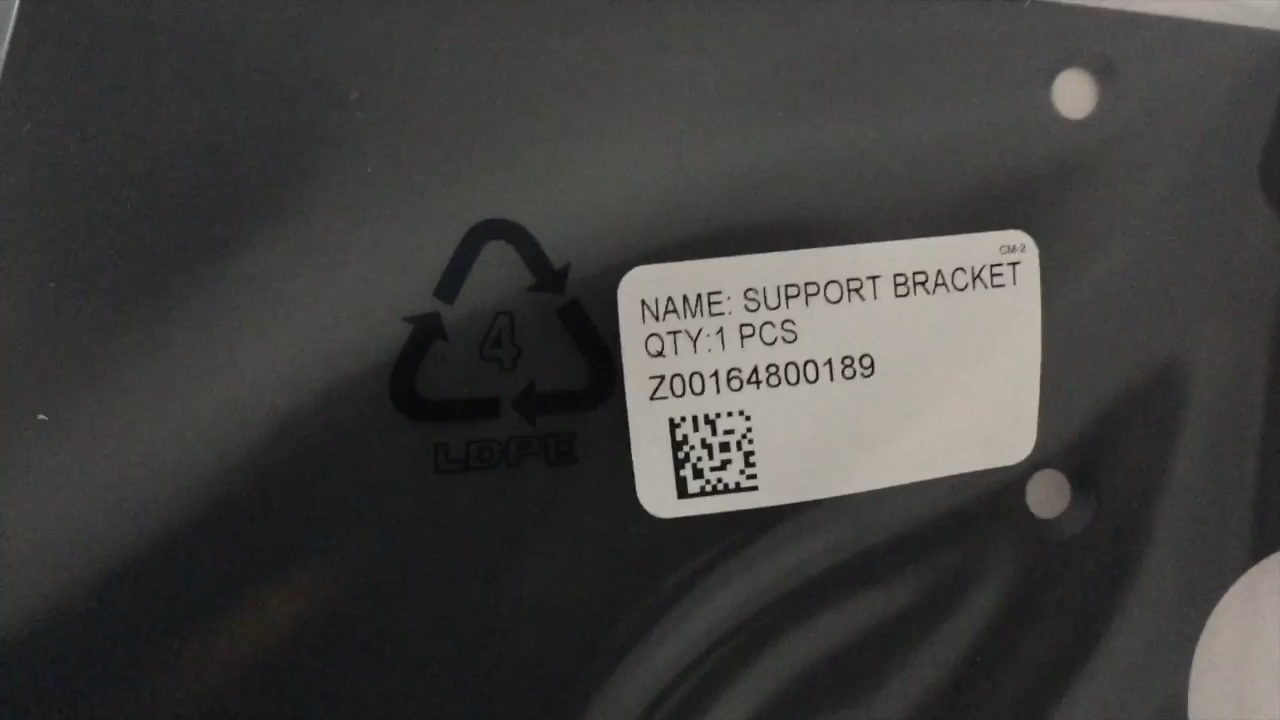 4
LDPE
CM-2
NAME: SUPPORT BRACKET
QTY:1 PCS
Z00164800189